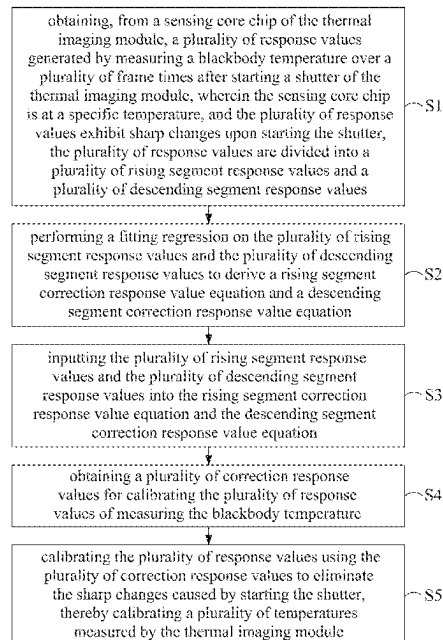 obtaining, from a sensing core chip of the thermal
imaging module, a plurality of response values
generated by measuring a blackbody temperature over a
plurality of frame times after starting a shutter of the
thermal imaging module, wherein the sensing core chip
is at a specific temperature, and the plurality of response
values exhibit sharp changes upon starting the shutter,
the plurality of response values are divided into a
plurality of rising segment response values and a
plurality of descending segment response values
S1
performing a fitting regression on the plurality of rising
segment response values and the plurality of descending
segment response values to derive a rising segment
correction response value equation and a descending
segment correction response value equation
S2
inputting the plurality of rising segment response
values and the plurality of descending segment
response values into the rising segment correction
response value equation and the descending segment
correction response value equation
S3
obtaining a plurality of correction response
values for calibrating the plurality of response
values of measuring the blackbody temperature
S4
calibrating the plurality of response values using the
plurality of correction response values to eliminate
the sharp changes caused by starting the shutter,
thereby calibrating a plurality of temperatures
measured by the thermal imaging module
S5